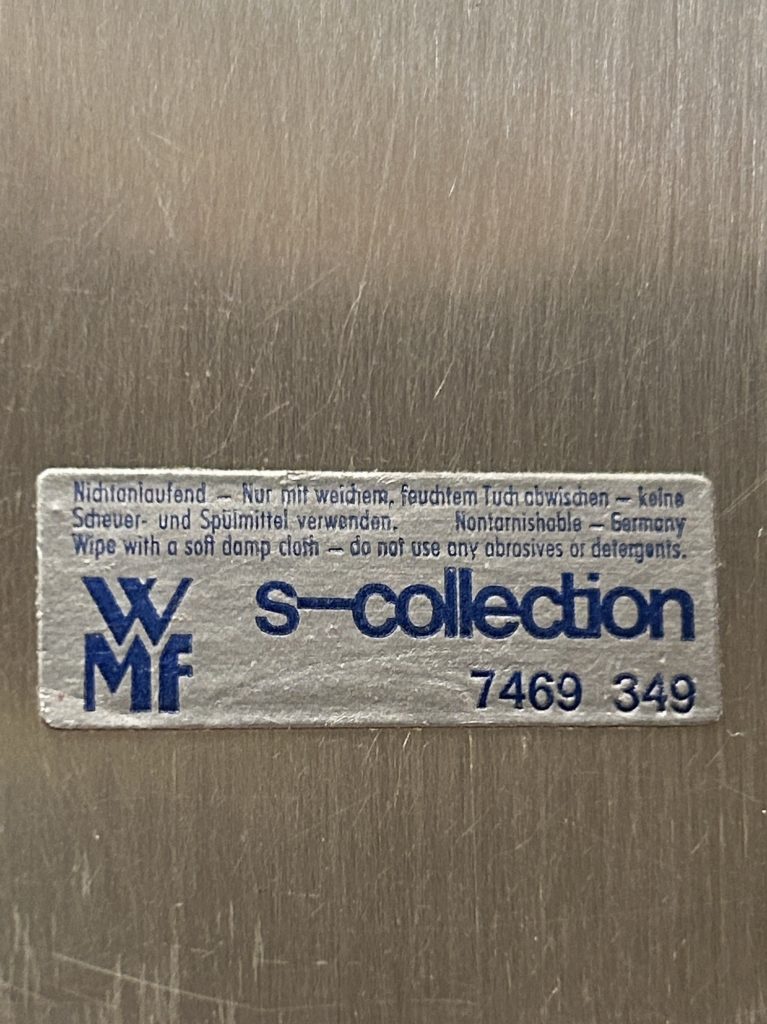 Nichtanlaufend – Nur mit weichem, feuchtem Tuch abwischen – keine
Scheuer- und Spülmittel verwenden. Nontarnishable – Germany
Wipe with a soft damp cloth – do not use any abrasives or detergents.
WMF s-collection
7469 349